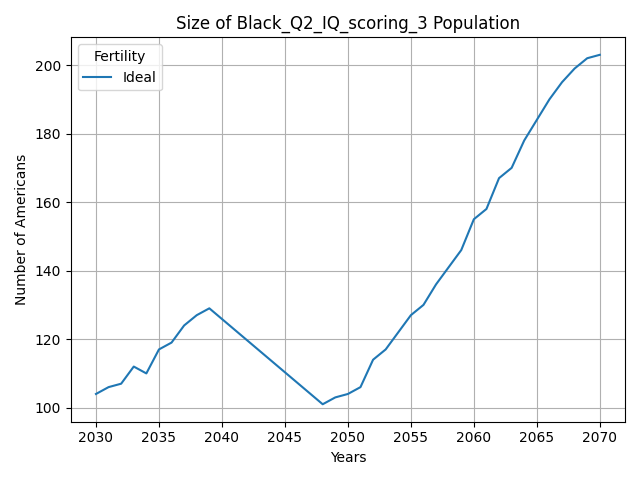 Size of Black_Q2_IQ_scoring_3 Population
Fertility
Ideal
Number of Americans
200
180
160
140
120
100
2030 2035 2040 2045 2050 2055 2060 2065 2070
Years